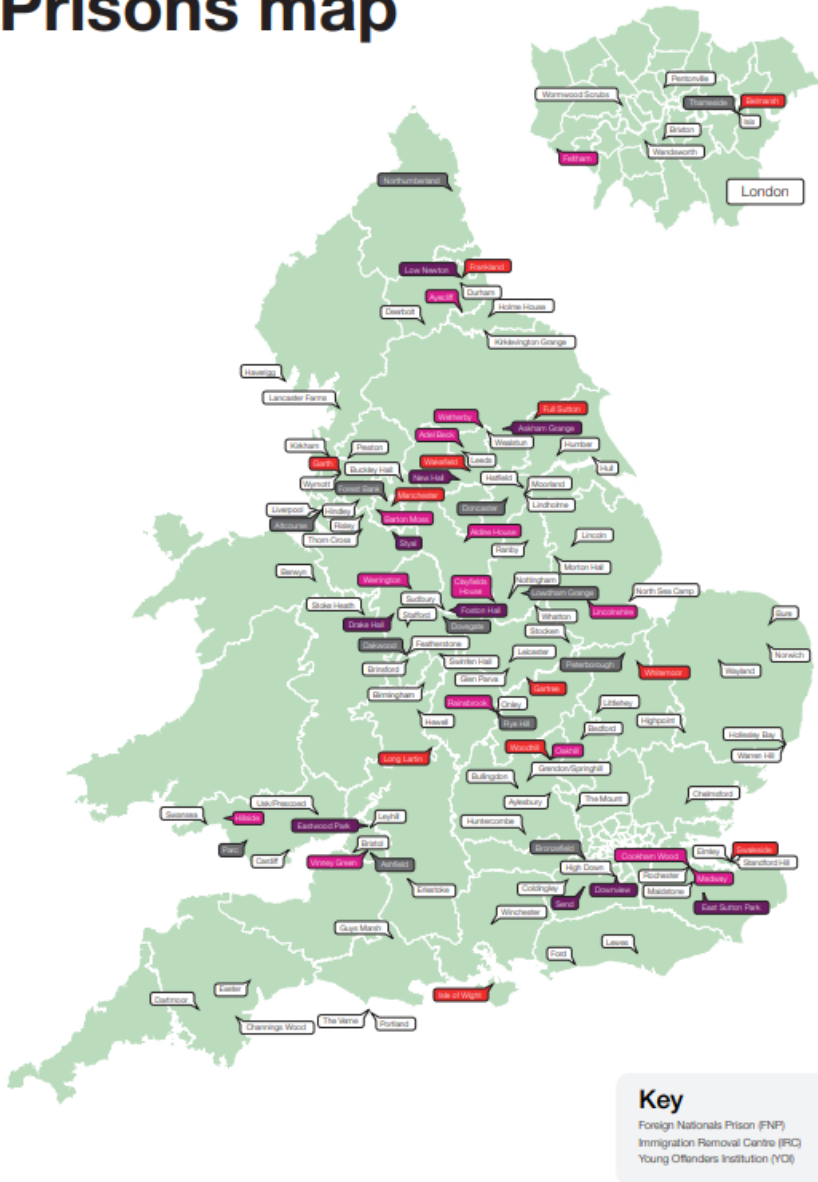 Prisons map
Pentonville
Wormwood Scrubs
Thameside
Belmarsh
Isis
Brixton
Wandsworth
Feltham
London
Northumberland
Low Newton
Frankland
Aycliff
Durham
Deerbolt
Holme House
Kirklevington Grange
Haverigg
Lancaster Farms
Wetherby
Full Sutton
Askham Grange
Adel Beck
Wealstun
Humber
Kirkham
Preston
Garth
Buckley Hall
Wakefield
Leeds
Hull
Wymott
Forest Bank
New Hall
Hatfield
Moorland
Manchester
Lindholme
Liverpool
Hindley
Doncaster
Altcourse
Risley
Barton Moss
Thorn Cross
Styal
Aldine House
Ranby
Lincoln
Morton Hall
Berwyn
Werrington
Clayfields
House
Nottingham
Lowdham Grange
North Sea Camp
Stoke Heath
Sudbury
Stafford
Foston Hall
Lincolnshire
Whatton
Bure
Drake Hall
Dovegate
Stocken
Oakwood
Featherstone
Leicester
Norwich
Brinsford
Swinfen Hall
Peterborough
Whitemoor
Wayland
Glen Parva
Gartree
Birmingham
Rainsbrook
Onley
Littlehey
Hewell
Rye Hill
Bedford
Highpoint
Hollesley Bay
Warren Hill
Long Lartin
Woodhill
Oakhill
Grendon/Springhill
Bullingdon
Aylesbury
The Mount
Chelmsford
Usk/Prescoed
Swansea
Hillside
Eastwood Park
Leyhill
Huntercombe
Parc
Cardiff
Bristol
Vinney Green
Ashfield
Bronzefield
Cookham Wood
Elmley
Swaleside
Standford Hill
High Down
Rochester
Medway
Erlestoke
Coldingley
Downview
Maidstone
Send
East Sutton Park
Winchester
Guys Marsh
Ford
Lewes
Exeter
Dartmoor
Isle of Wight
Channings Wood
The Verne
Portland
Key
Foreign Nationals Prison (FNP)
Immigration Removal Centre (IRC)
Young Offenders Institution (YOI)